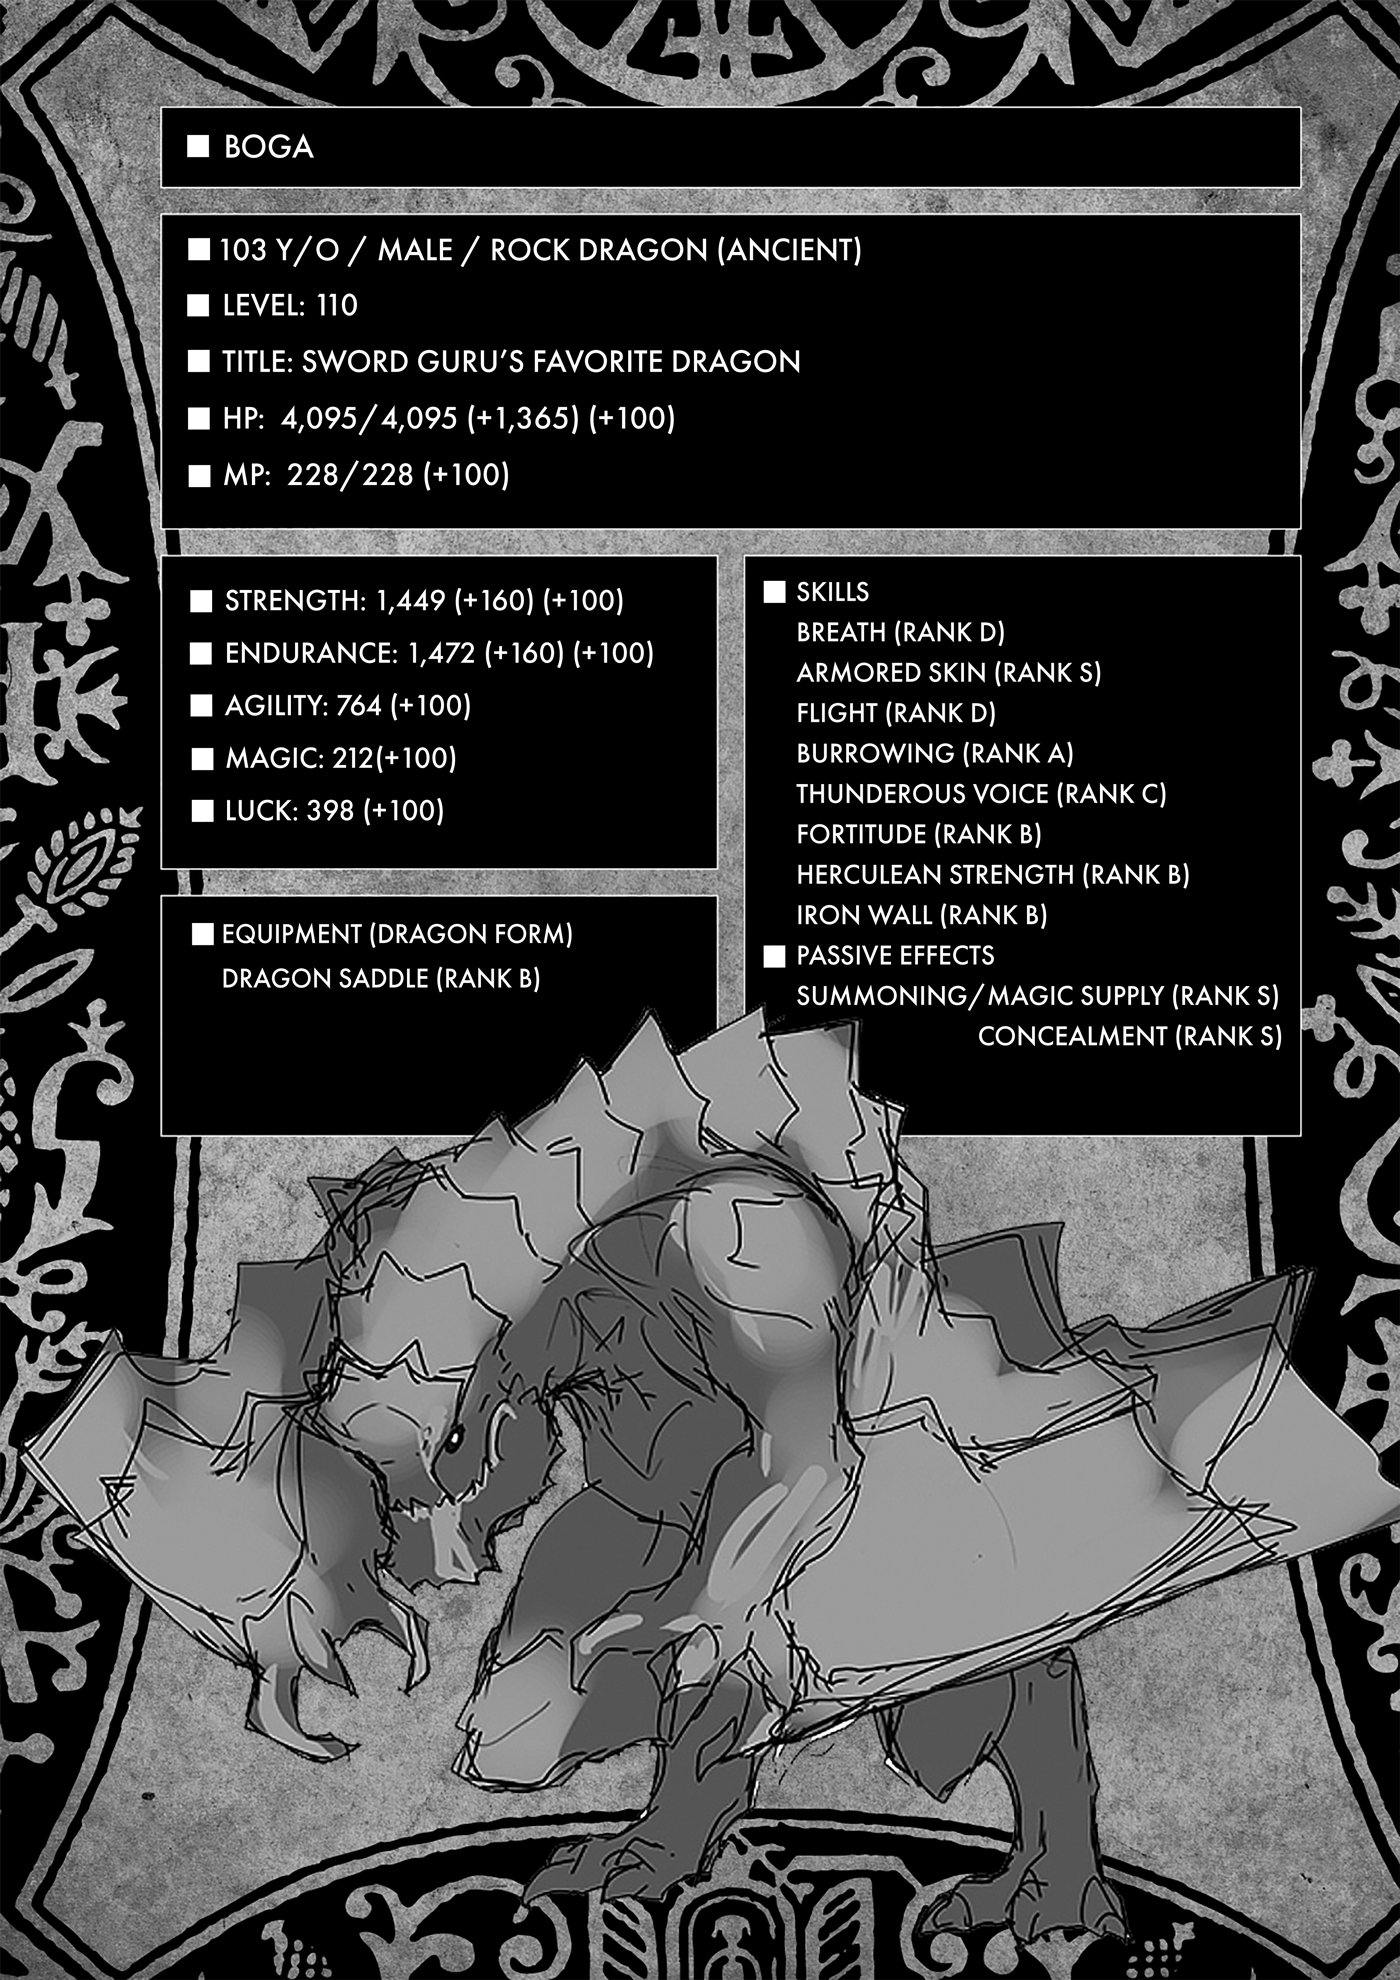 BOGA
103 Y/O / MALE / ROCK DRAGON (ANCIENT)
LEVEL: 110
TITLE: SWORD GURU'S FAVORITE DRAGON
HP: 4,095/4,095 (+1,365) (+100)
MP: 228/228 (+100)
STRENGTH: 1,449 (+160) (+100)
ENDURANCE: 1,472 (+160) (+100)
AGILITY: 764 (+100)
MAGIC: 212(+100)
LUCK: 398 (+100)
EQUIPMENT (DRAGON FORM)
DRAGON SADDLE (RANK B)
SKILLS
BREATH (RANK D)
ARMORED SKIN (RANK S)
FLIGHT (RANK D)
BURROWING (RANK A)
THUNDEROUS VOICE (RANK C)
FORTITUDE (RANK B)
HERCULEAN STRENGTH (RANK B)
IRON WALL (RANK B)
PASSIVE EFFECTS
SUMMONING/MAGIC SUPPLY (RANK S)
CONCEALMENT (RANK S)